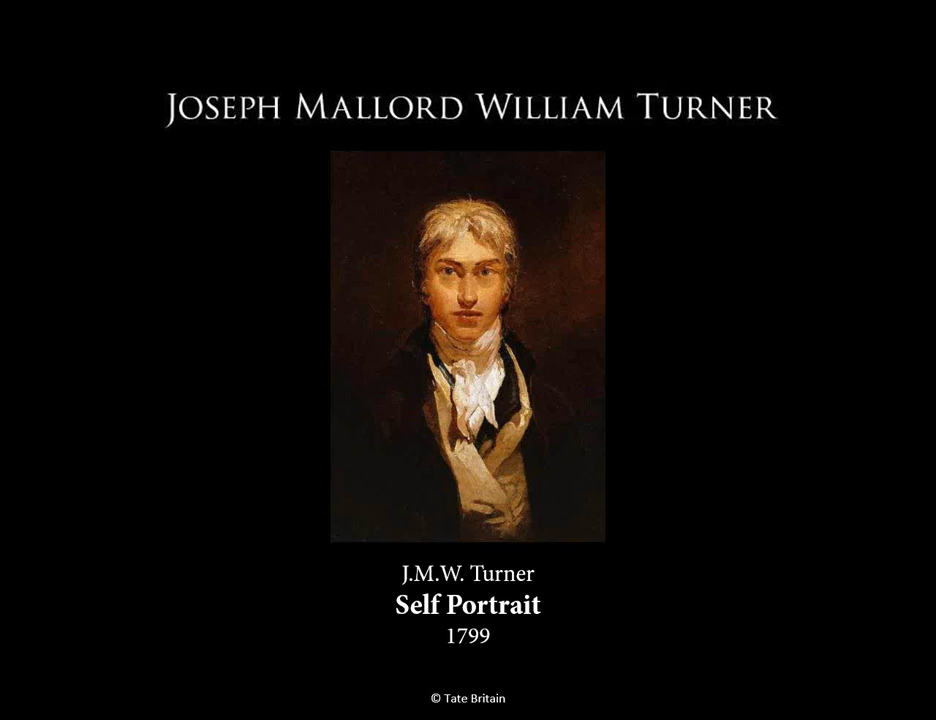 Joseph Mallord William Turner
J.M.W. Turner
Self Portrait
1799
© Tate Britain